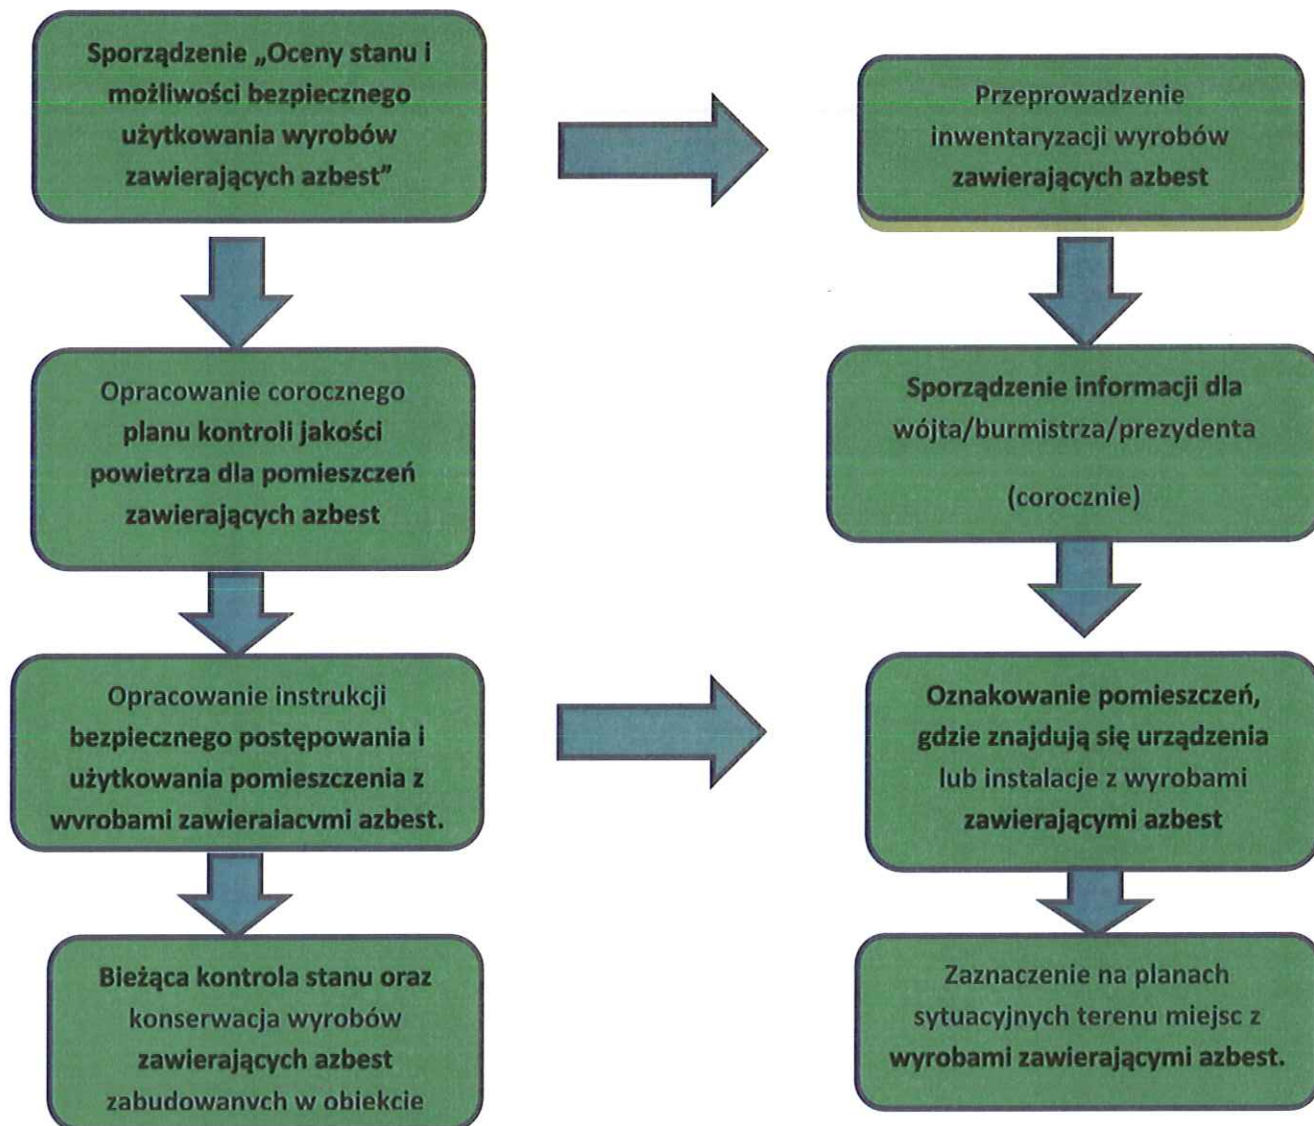 Sporządzenie „Oceny stanu i
możliwości bezpiecznego
użytkowania wyrobów
zawierających azbest”
Przeprowadzenie
inwentaryzacji wyrobów
zawierających azbest
Opracowanie corocznego
planu kontroli jakości
powietrza dla pomieszczeń
zawierających azbest
Sporządzenie informacji dla
wójta/burmistrza/prezydenta
(corocznie)
Opracowanie instrukcji
bezpiecznego postępowania i
użytkowania pomieszczenia z
wyrobami zawierającymi azbest.
Oznakowanie pomieszczeń,
gdzie znajdują się urządzenia
lub instalacje z wyrobami
zawierającymi azbest
Bieżąca kontrola stanu oraz
konserwacja wyrobów
zawierających azbest
zabudowanych w obiekcie
Zaznaczenie na planach
sytuacyjnych terenu miejsc z
wyrobami zawierającymi azbest.